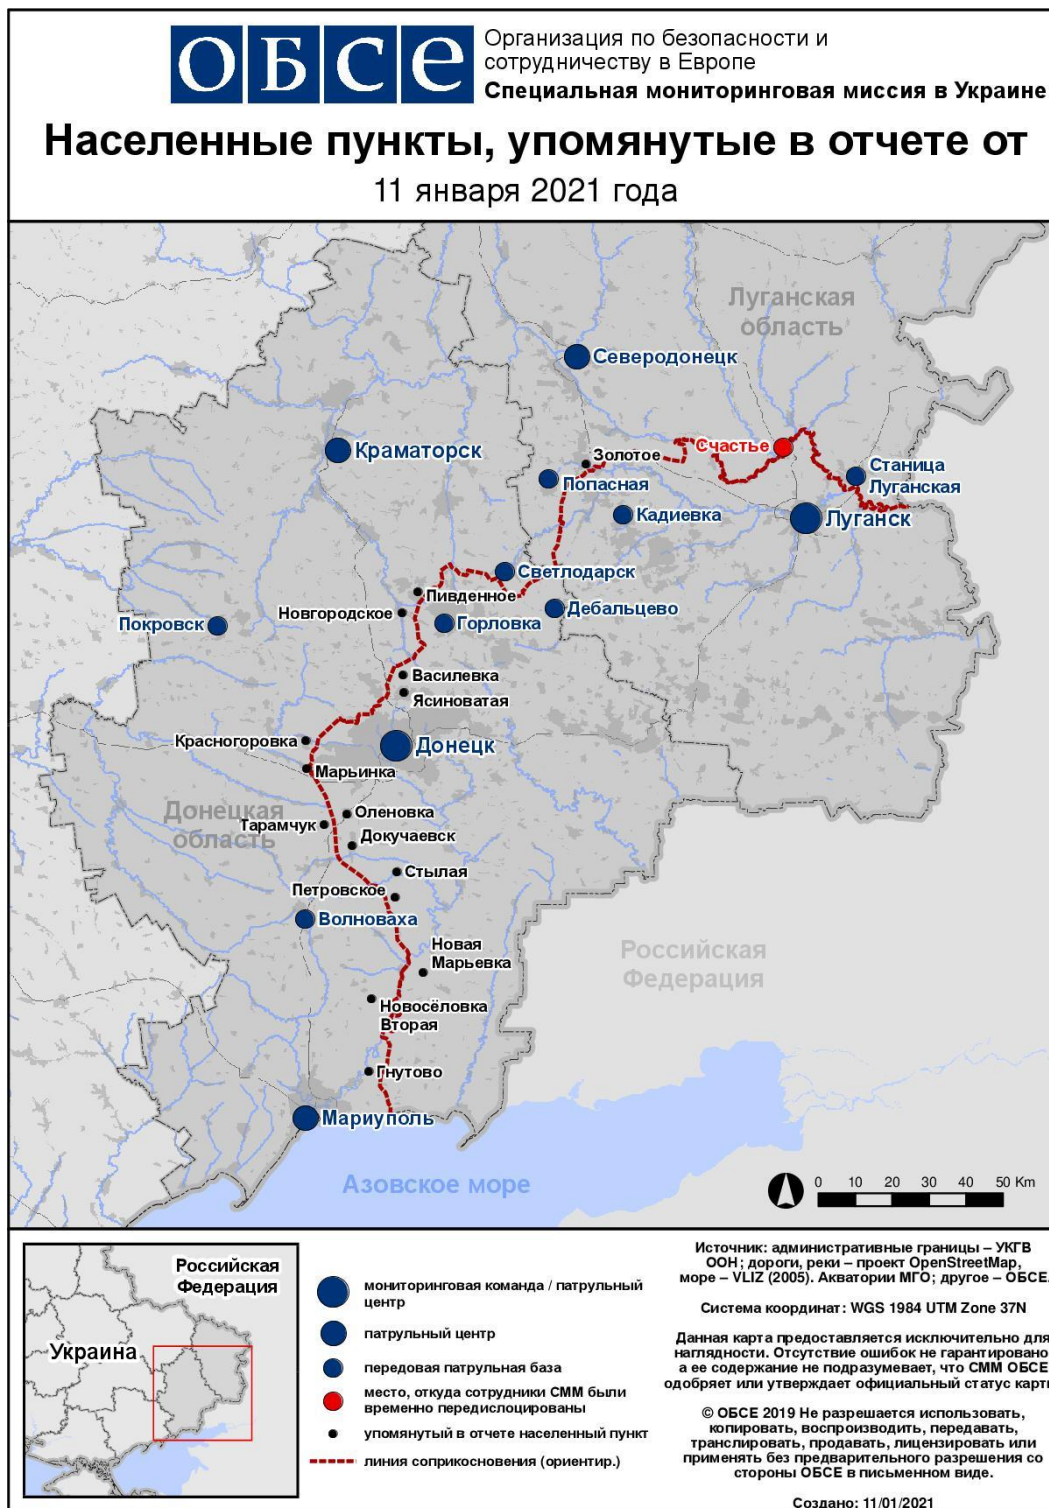 ОБСЕ
Организация по безопасности и
сотрудничеству в Европе
Специальная мониторинговая миссия в Украине
Населенные пункты, упомянутые в отчете от
11 января 2021 года
Луганская
область
Северодонецк
Счастье
Краматорск
Золотое
Станица
Луганская
Попасная
Кадиевка
Луганск
Светлодарск
Пивденное
Новгородское
Дебальцево
Покровск
Горловка
Василевка
Ясиноватая
Красногоровка
Донецк
Марьинка
Донецкая
область
Оленовка
Тарамчук
Докучаевск
Стылая
Петровское
Волноваха
Новая
Марьевка
Российская
Федерация
Новосёловка
Вторая
Гнутово
Мариуполь
Азовское море
0 10 20 30 40 50 Km
Российская
Федерация
Украина
мониторинговая команда / патрульный
центр
патрульный центр
передовая патрульная база
место, откуда сотрудники СММ были
временно передислоцированы
упомянутый в отчете населенный пункт
линия соприкосновения (ориентир.)
Источник: административные границы – УКГВ
ООН; дороги, реки – проект OpenStreetMap,
море – VLIZ (2005). Акватории МГО; другое – ОБСЕ.
Система координат: WGS 1984 UTM Zone 37N
Данная карта предоставляется исключительно для
наглядности. Отсутствие ошибок не гарантировано
а ее содержание не подразумевает, что СММ ОБСЕ
одобряет или утверждает официальный статус
© ОБСЕ 2019 Не разрешается использовать,
копировать, воспроизводить, передавать,
транслировать, продавать, лицензировать или
применять без предварительного разрешения со
стороны ОБСЕ в письменном виде.
Создано: 11/01/2021